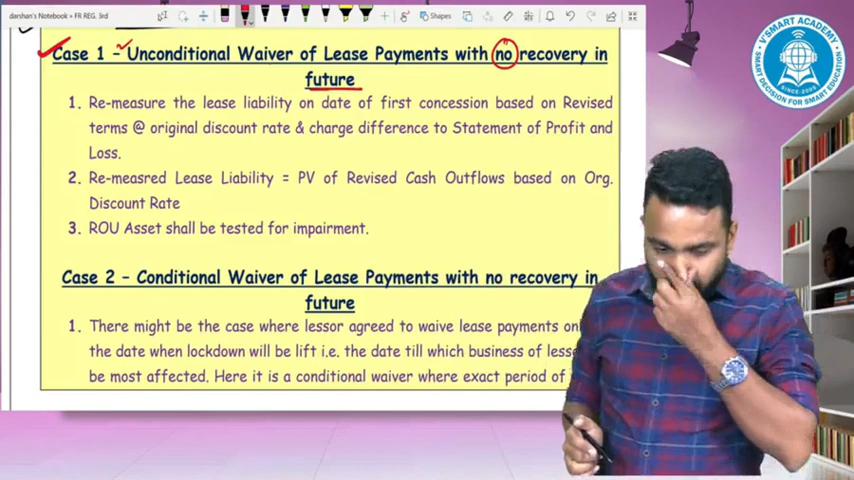 darshan's Notebook » FR REG. 3rd
Shapes
Case 1 - Unconditional Waiver of Lease Payments with no recovery in
future
1. Re-measure the lease liability on date of first concession based on Revised
terms @ original discount rate & charge difference to Statement of Profit and
Loss.
2. Re-measred Lease Liability = PV of Revised Cash Outflows based on Org.
Discount Rate
3. ROU Asset shall be tested for impairment.
Case 2 – Conditional Waiver of Lease Payments with no recovery in
future
1. There might be the case where lessor agreed to waive lease payments
the date when lockdown will be lift i.e. the date till which business of
be most affected. Here it is a conditional waiver where exact period of
V'SMART ACADEMY
SINCE-2005
SMART DECISION FOR SMART EDUCATION